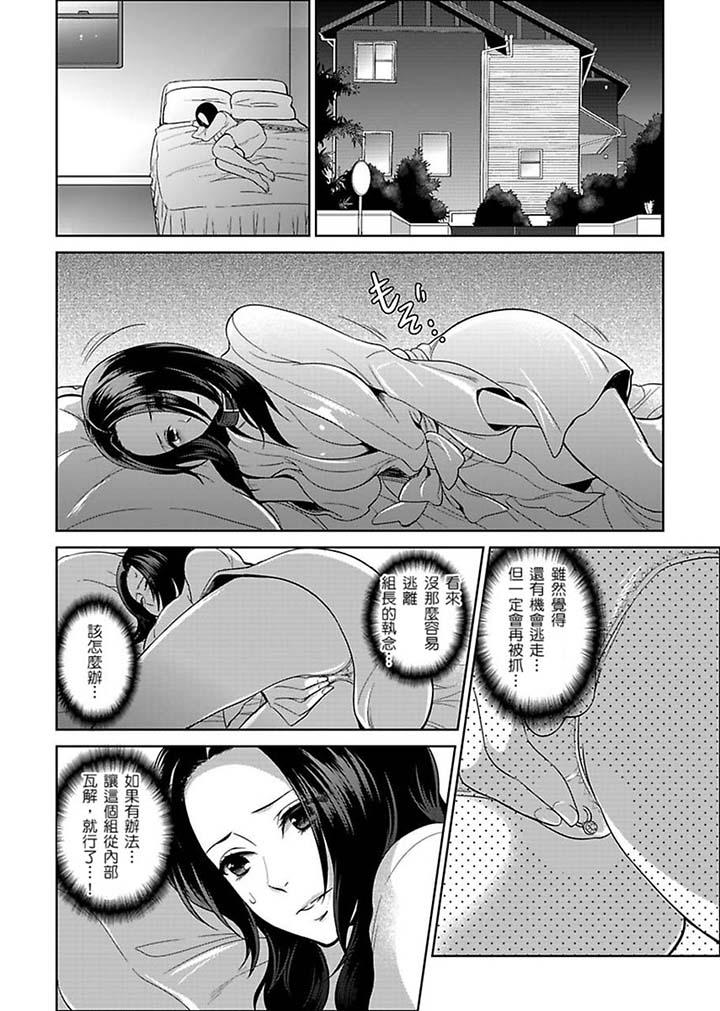 もぞ…
雖然覺得
還有機會逃走…
但一定會再被抓…
看來
沒那麼容易
逃離
組長的執念…
該怎麼辦…
如果有辦法…
讓這個組從內部
瓦解，就行了…！